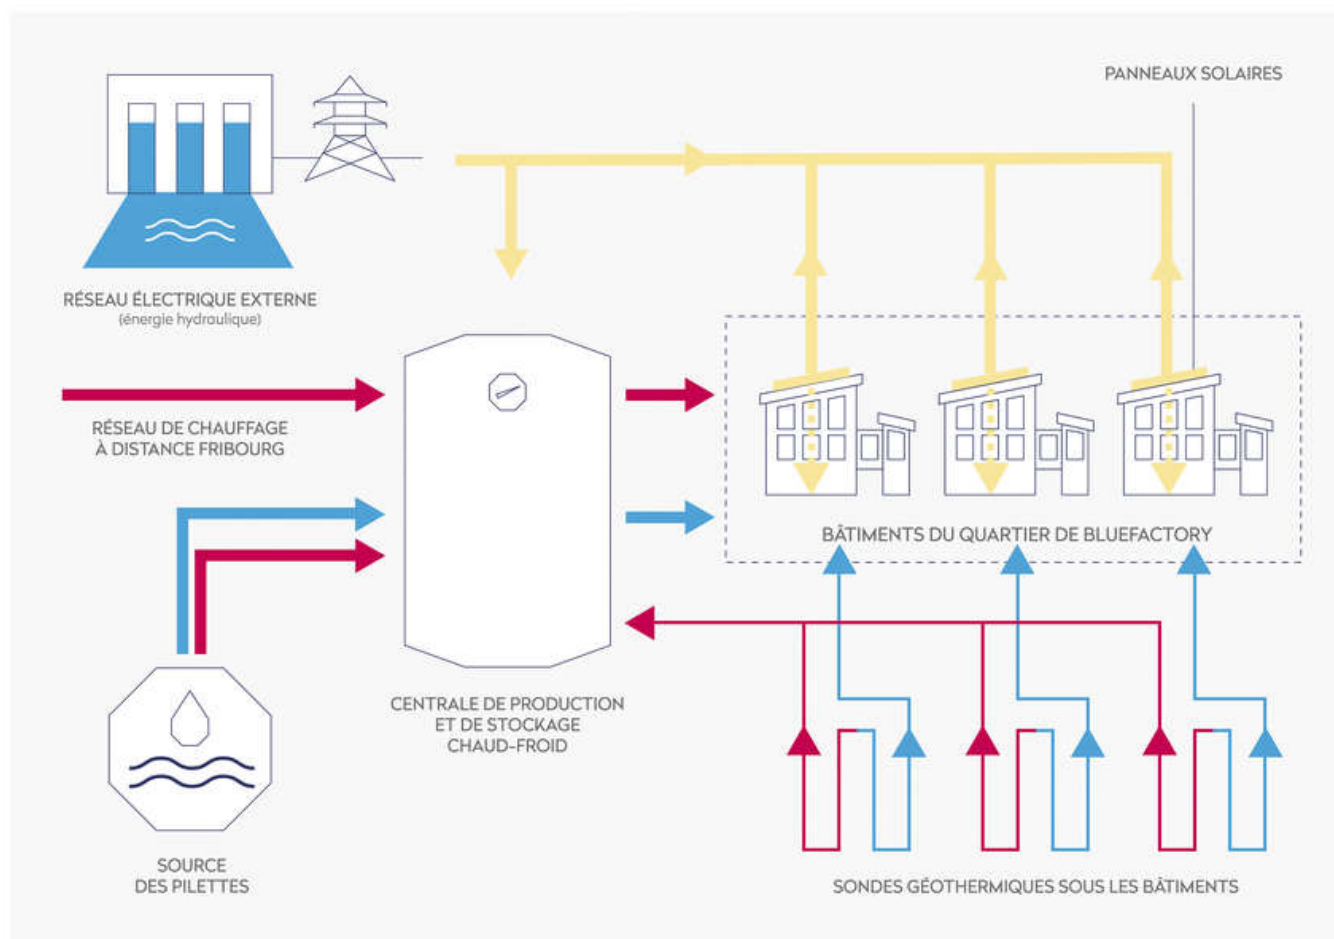 PANNEAUX SOLAIRES
RÉSEAU ÉLECTRIQUE EXTERNE
(énergie hydraulique)
RÉSEAU DE CHAUFFAGE
À DISTANCE FRIBOURG
BÂTIMENTS DU QUARTIER DE BLUEFACTORY
CENTRALE DE PRODUCTION
ET DE STOCKAGE
CHAUD-FROID
SOURCE
DES PILETTES
SONDES GÉOTHERMIQUES SOUS LES BÂTIMENTS